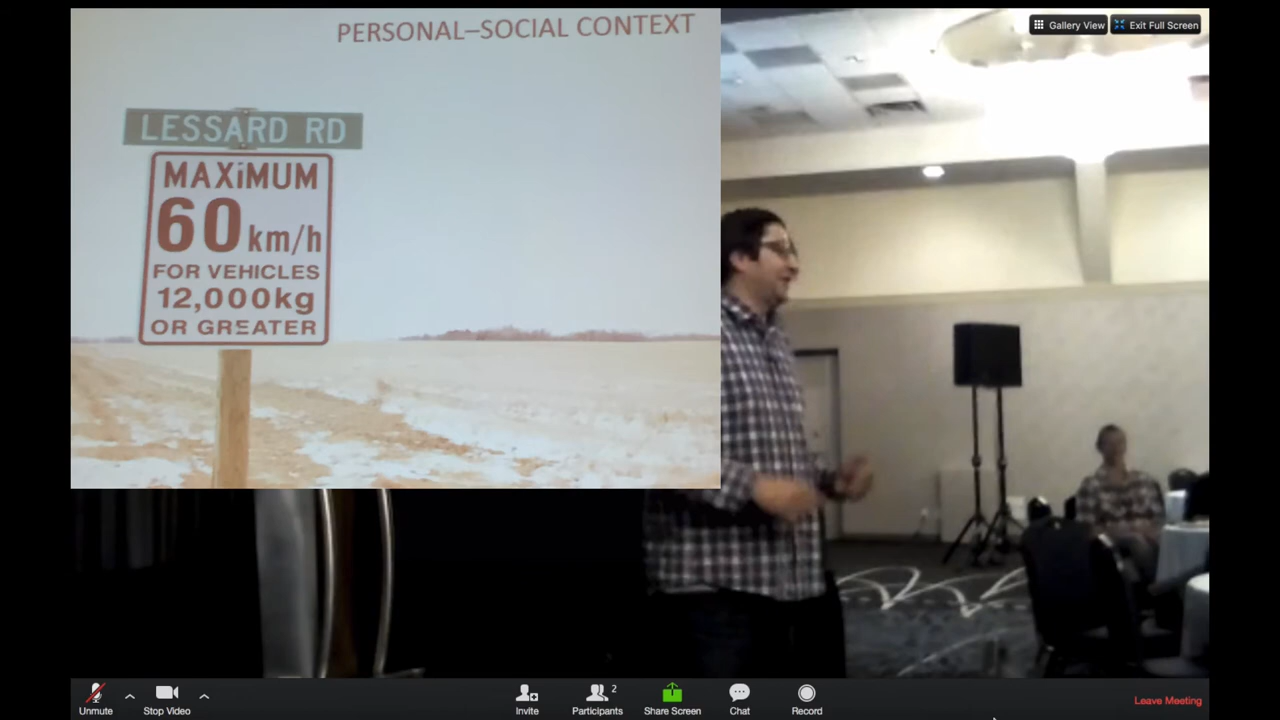 PERSONAL–SOCIAL CONTEXT
Gallery View
Exit Full Screen
LESSARD RD
MAXiMUM
60 km/h
FOR VEHICLES
12,000kg
OR GREATER
Unmute
Stop Video
Invite
Participants
2
Share Screen
Chat
Record
Leave Meeting